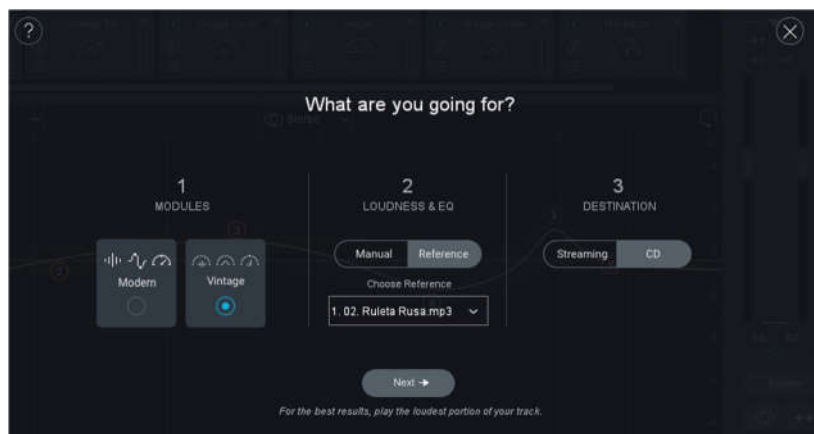 ?
What are you going for?
1
MODULES
Modern
Vintage
2
LOUDNESS & EQ
Manual
Reference
Choose Reference
1. 02. Ruleta Rusa.mp3
3
DESTINATION
Streaming
CD
Next
For the best results, play the loudest portion of your track.